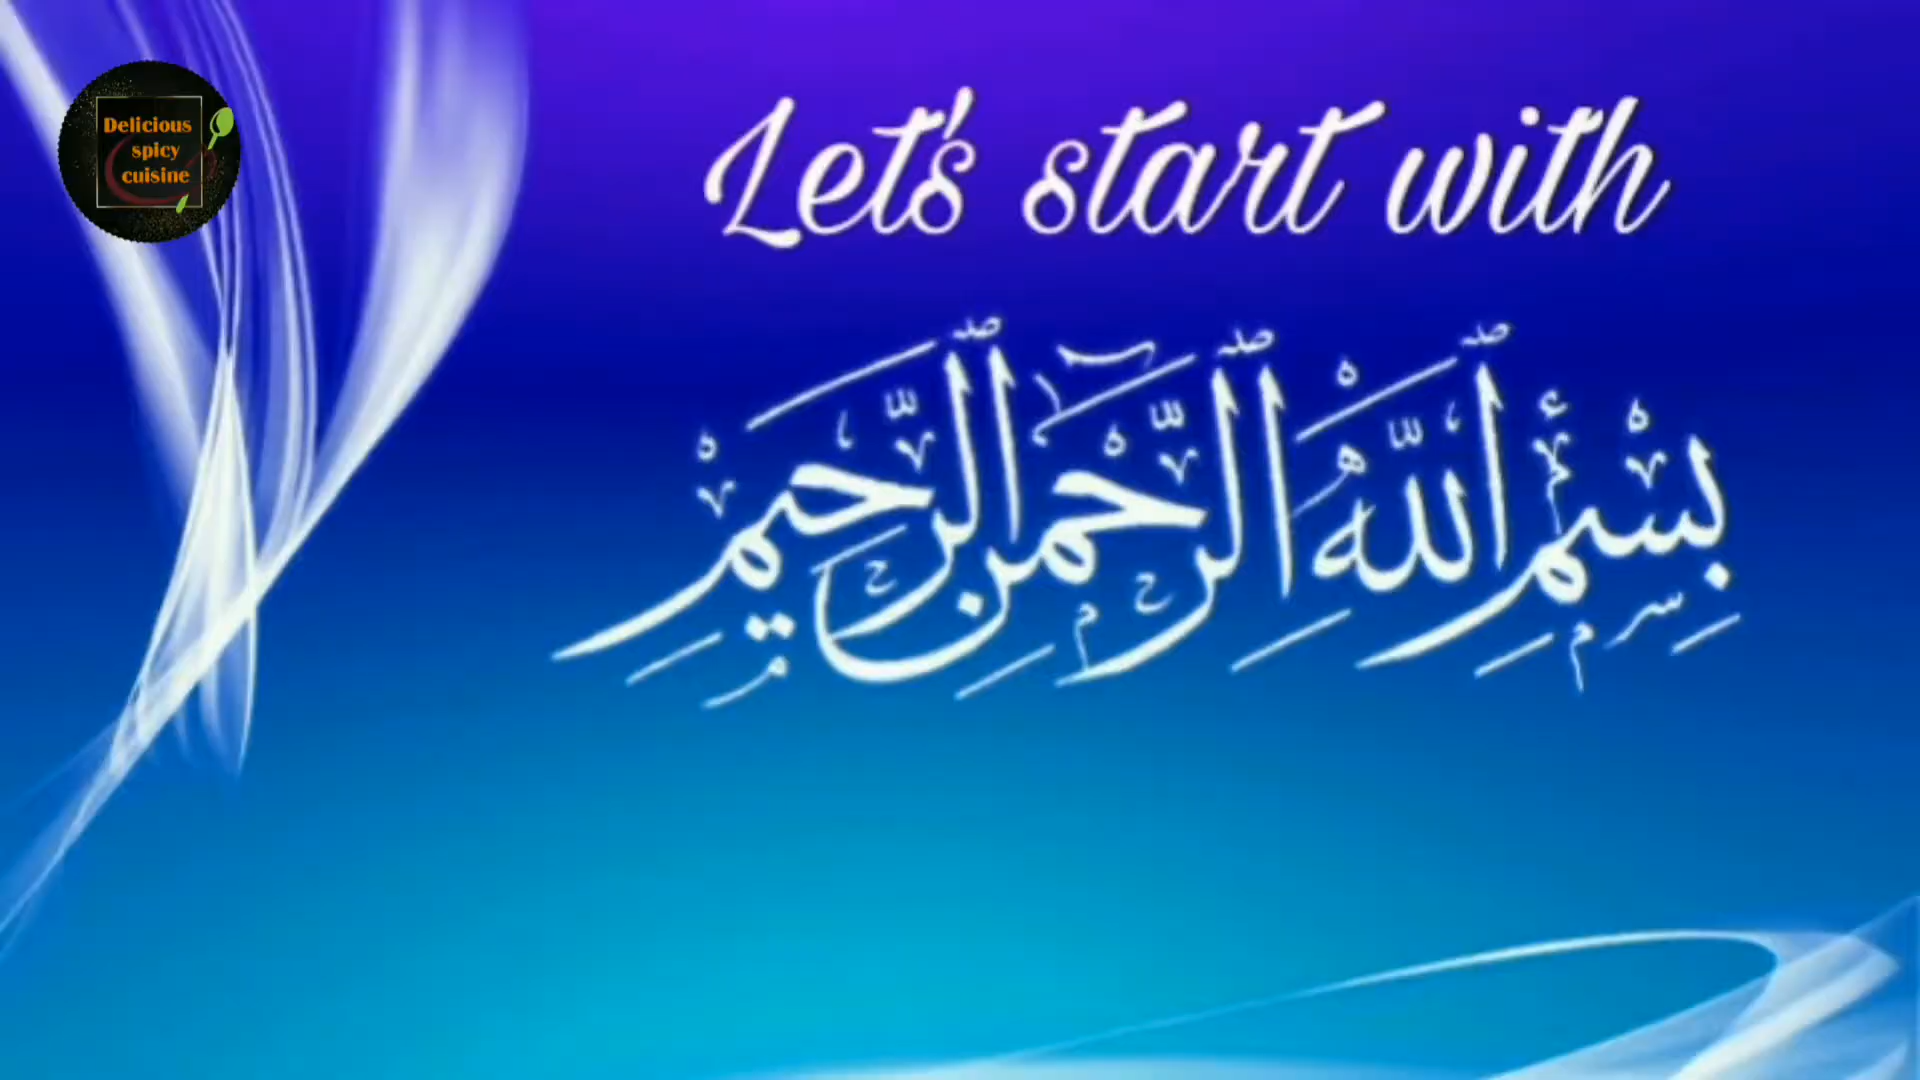 Delicious
spicy
cuisine
Let's start with
بِسْمِ ٱللَّهِ ٱلرَّحْمَٰنِ ٱلرَّحِيمِ